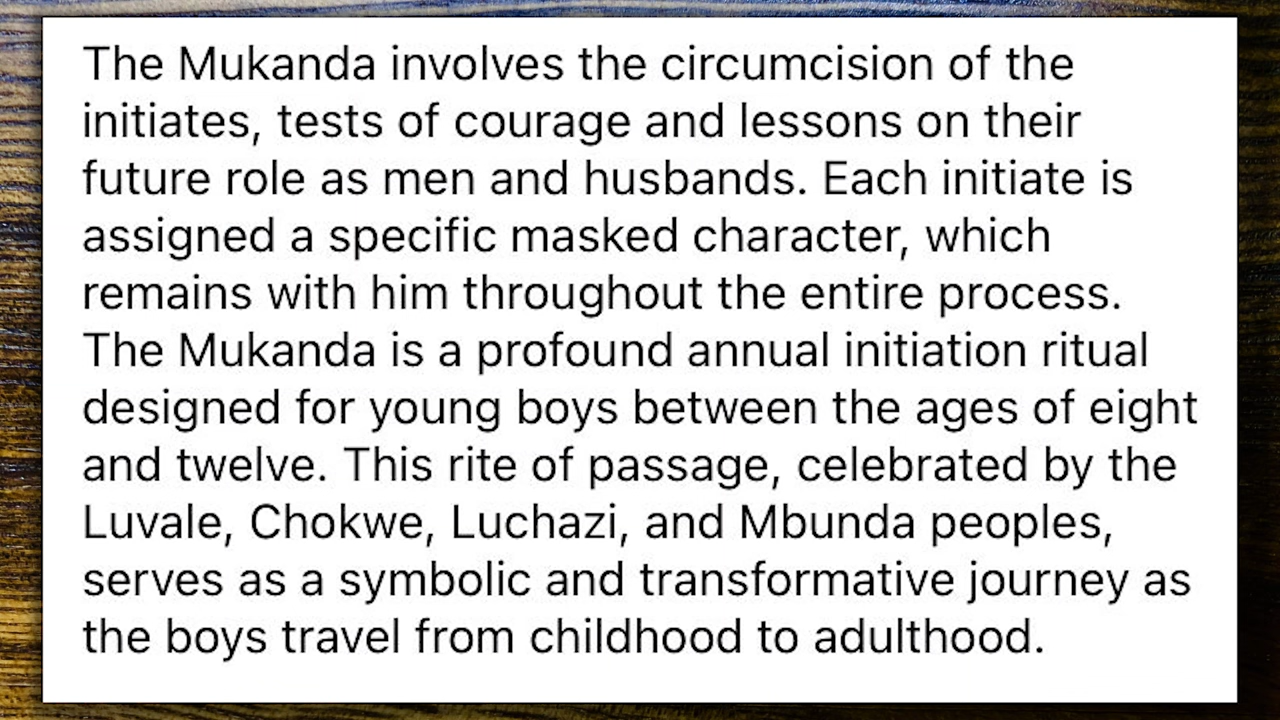 The Mukanda involves the circumcision of the
initiates, tests of courage and lessons on their
future role as men and husbands. Each initiate is
assigned a specific masked character, which
remains with him throughout the entire process.
The Mukanda is a profound annual initiation ritual
designed for young boys between the ages of eight
and twelve. This rite of passage, celebrated by the
Luvale, Chokwe, Luchazi, and Mbunda peoples,
serves as a symbolic and transformative journey as
the boys travel from childhood to adulthood.